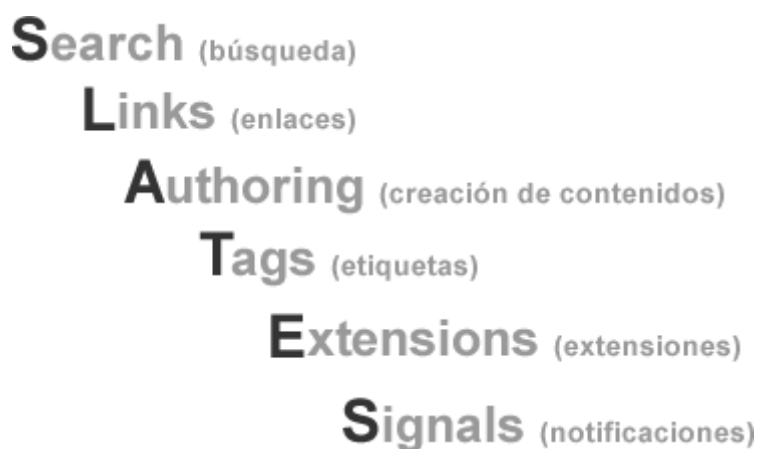 Search (búsqueda)
Links (enlaces)
Authoring (creación de contenidos)
Tags (etiquetas)
Extensions (extensiones)
Signals (notificaciones)